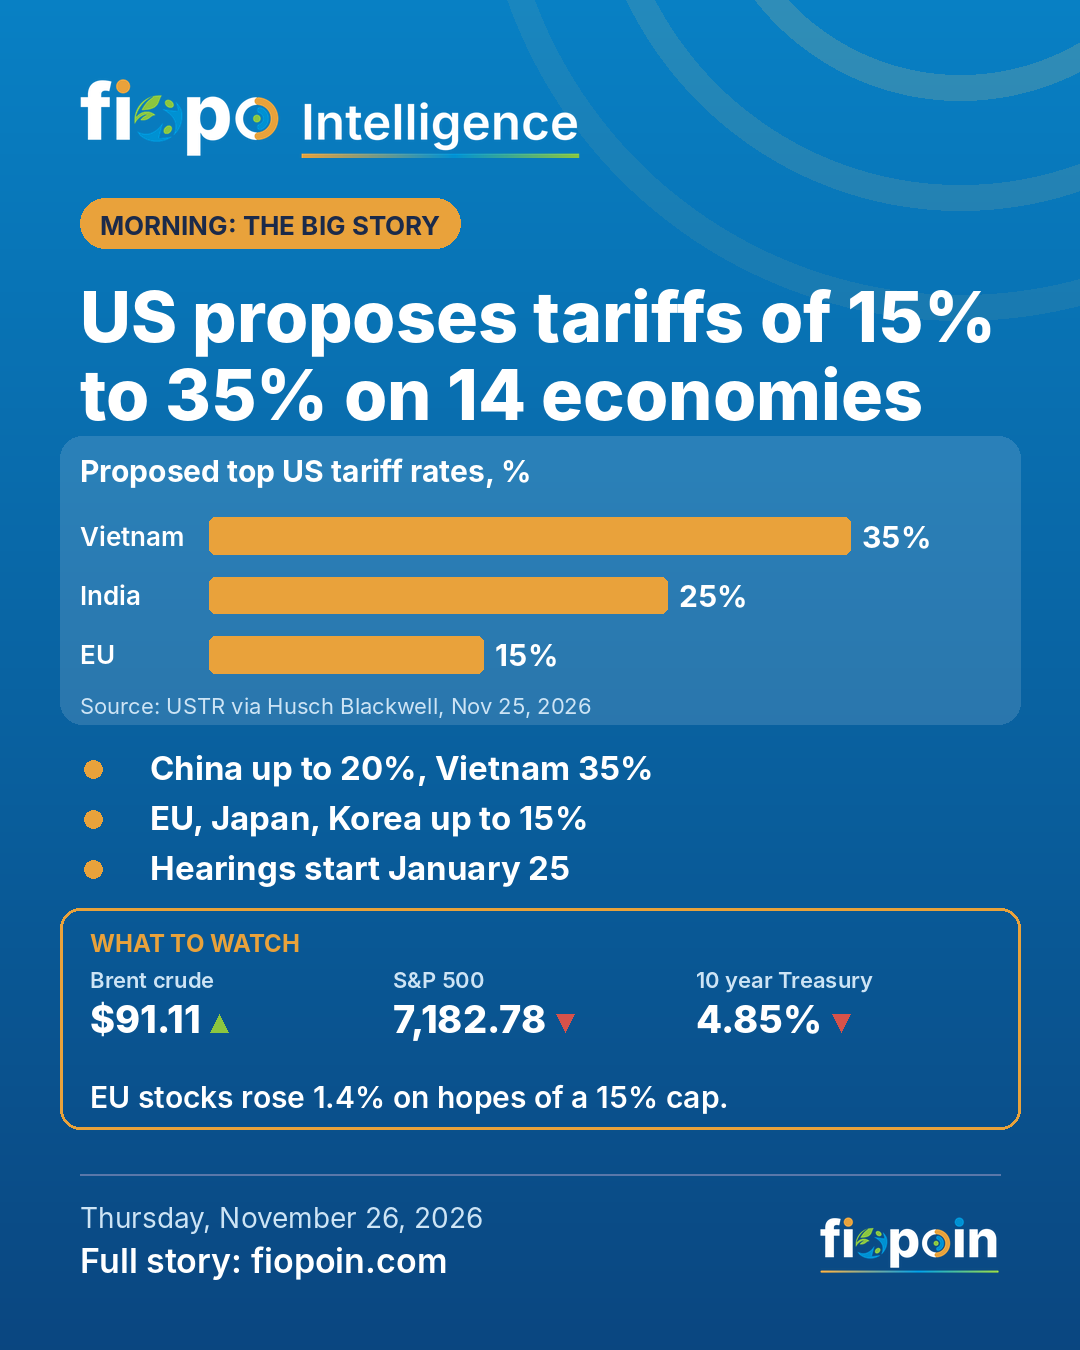 fiopo Intelligence
MORNING: THE BIG STORY
US proposes tariffs of 15%
to 35% on 14 economies
Proposed top US tariff rates, %
Vietnam 35%
India 25%
EU 15%
Source: USTR via Husch Blackwell, Nov 25, 2026
China up to 20%, Vietnam 35%
EU, Japan, Korea up to 15%
Hearings start January 25
WHAT TO WATCH
Brent crude S&P 500 10 year Treasury
$91.11 ▲ 7,182.78 ▼ 4.85% ▼
EU stocks rose 1.4% on hopes of a 15% cap.
Thursday, November 26, 2026
Full story: fiopoin.com
fiopoin